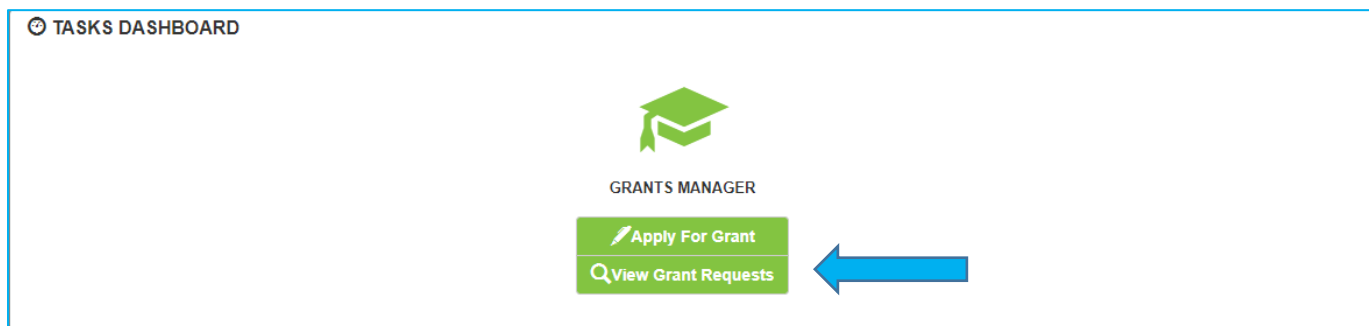 TASKS DASHBOARD
GRANTS MANAGER
Apply For Grant
View Grant Requests